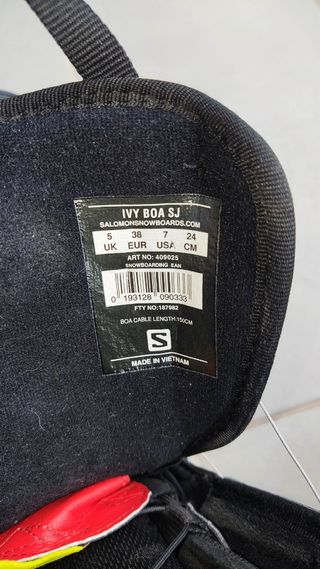 IVY BOA SJ
SALOMONSNOWBOARDS.COM
5 38 7 24
UK EUR USA CM
ART NO: 409025
SNOWBOARDING EAN
0 193128 090333
FTY NO:187982
BOA CABLE LENGTH:150CM
S
MADE IN VIETNAM